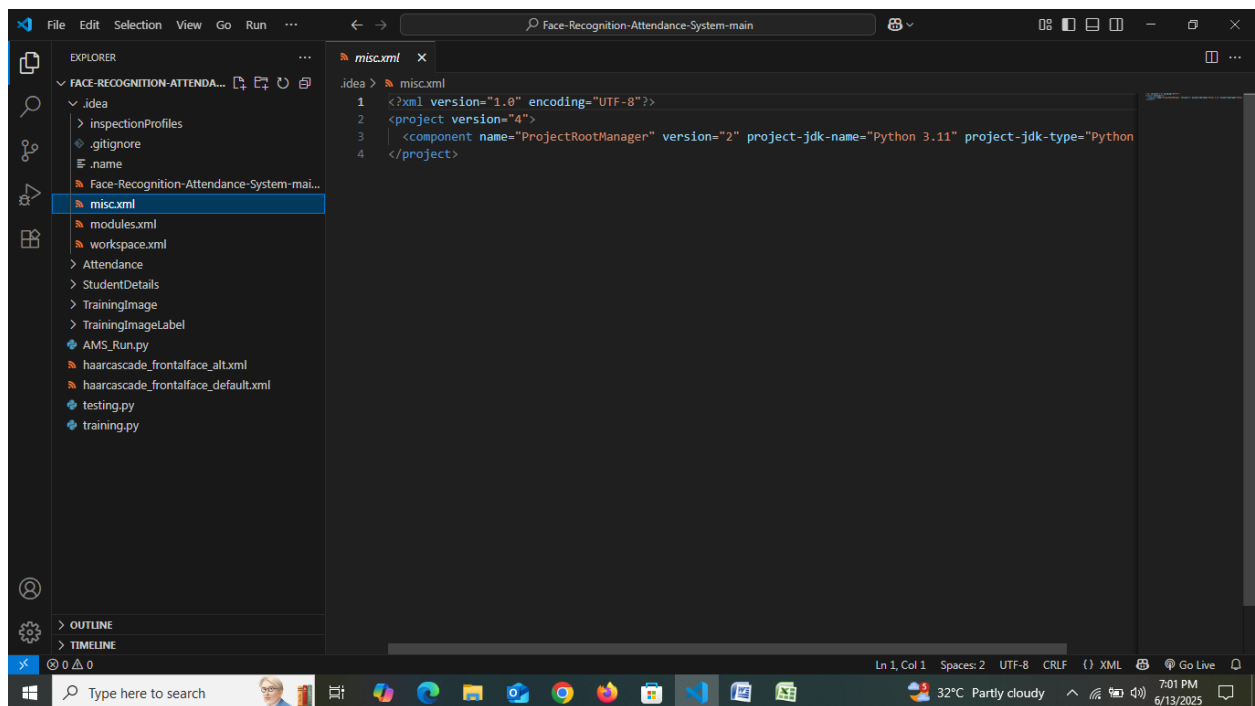 File Edit Selection View Go Run ···
Face-Recognition-Attendance-System-main
EXPLORER
FACE-RECOGNITION-ATTENDA...
.idea
inspectionProfiles
.gitignore
.name
Face-Recognition-Attendance-System-mai...
misc.xml
modules.xml
workspace.xml
Attendance
StudentDetails
TrainingImage
TrainingImageLabel
AMS_Run.py
haarcascade_frontalface_alt.xml
haarcascade_frontalface_default.xml
testing.py
training.py
OUTLINE
TIMELINE
misc.xml
.idea > misc.xml
1 <?xml version="1.0" encoding="UTF-8"?>
2 <project version="4">
3 <component name="ProjectRootManager" version="2" project-jdk-name="Python 3.11" project-jdk-type="Python
4 </project>
0 0 Ln 1, Col 1 Spaces: 2 UTF-8 CRLF {} XML Go Live
Type here to search
32°C Partly cloudy
7:01 PM
6/13/2025